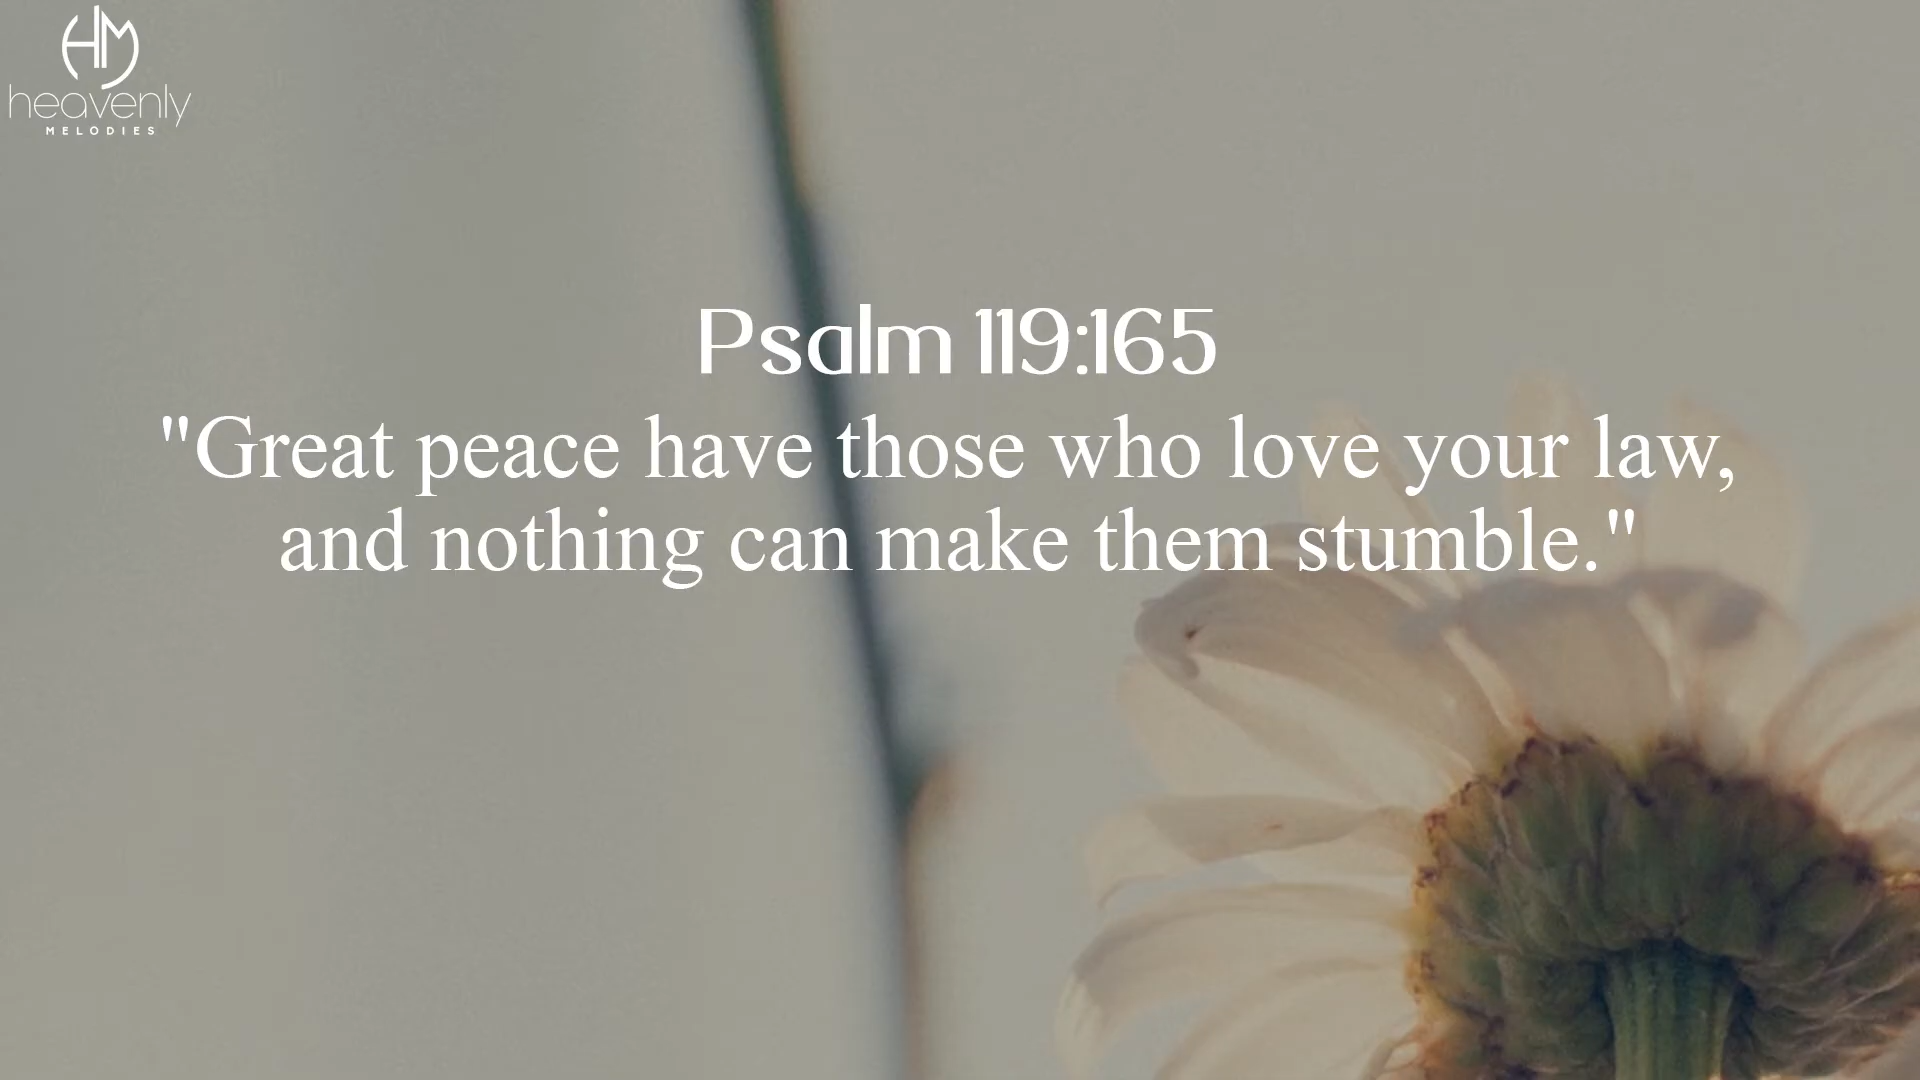 HM
heavenly
MELODIES
Psalm 119:165
"Great peace have those who love your law,
and nothing can make them stumble."